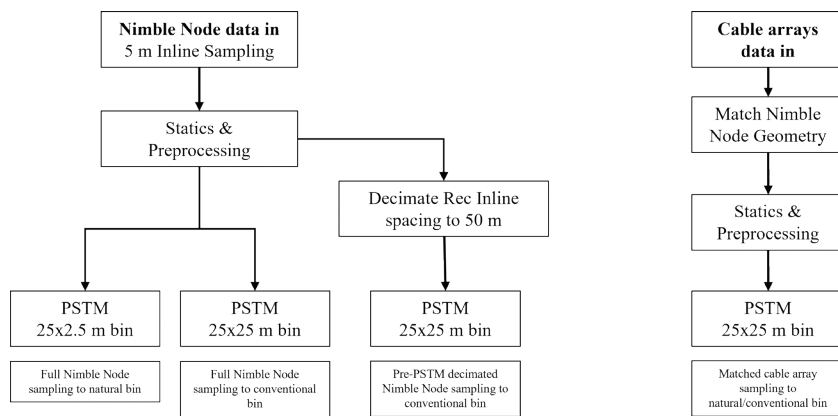 Nimble Node data in
5 m Inline Sampling
Statics &
Preprocessing
Decimate Rec Inline
spacing to 50 m
PSTM
25x2.5 m bin
PSTM
25x25 m bin
PSTM
25x25 m bin
Full Nimble Node
sampling to natural bin
Full Nimble Node
sampling to conventional
bin
Pre-PSTM decimated
Nimble Node sampling to
conventional bin
Cable arrays
data in
Match Nimble
Node Geometry
Statics &
Preprocessing
PSTM
25x25 m bin
Matched cable array
sampling to
natural/conventional bin